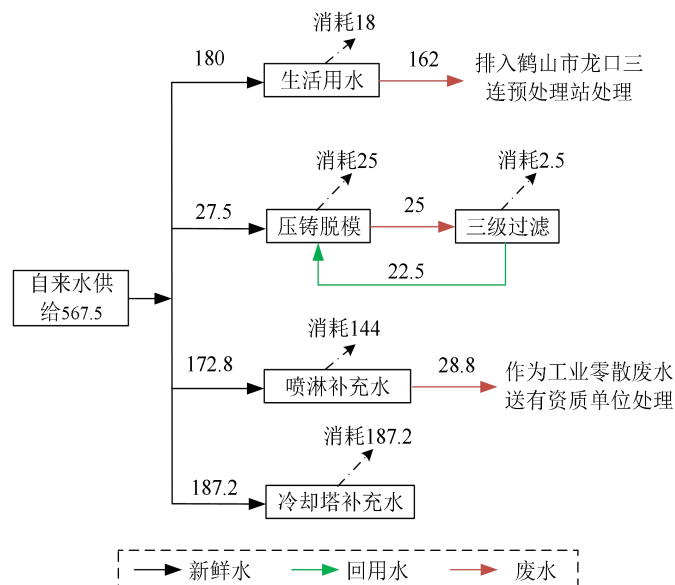 消耗18
180
生活用水
162
排入鹤山市龙口三
连预处理站处理
消耗25
消耗2.5
27.5
压铸脱模
25
三级过滤
22.5
自来水供
给567.5
消耗144
172.8
喷淋补充水
28.8
作为工业零散废水
送有资质单位处理
消耗187.2
187.2
冷却塔补充水
新鲜水
回用水
废水